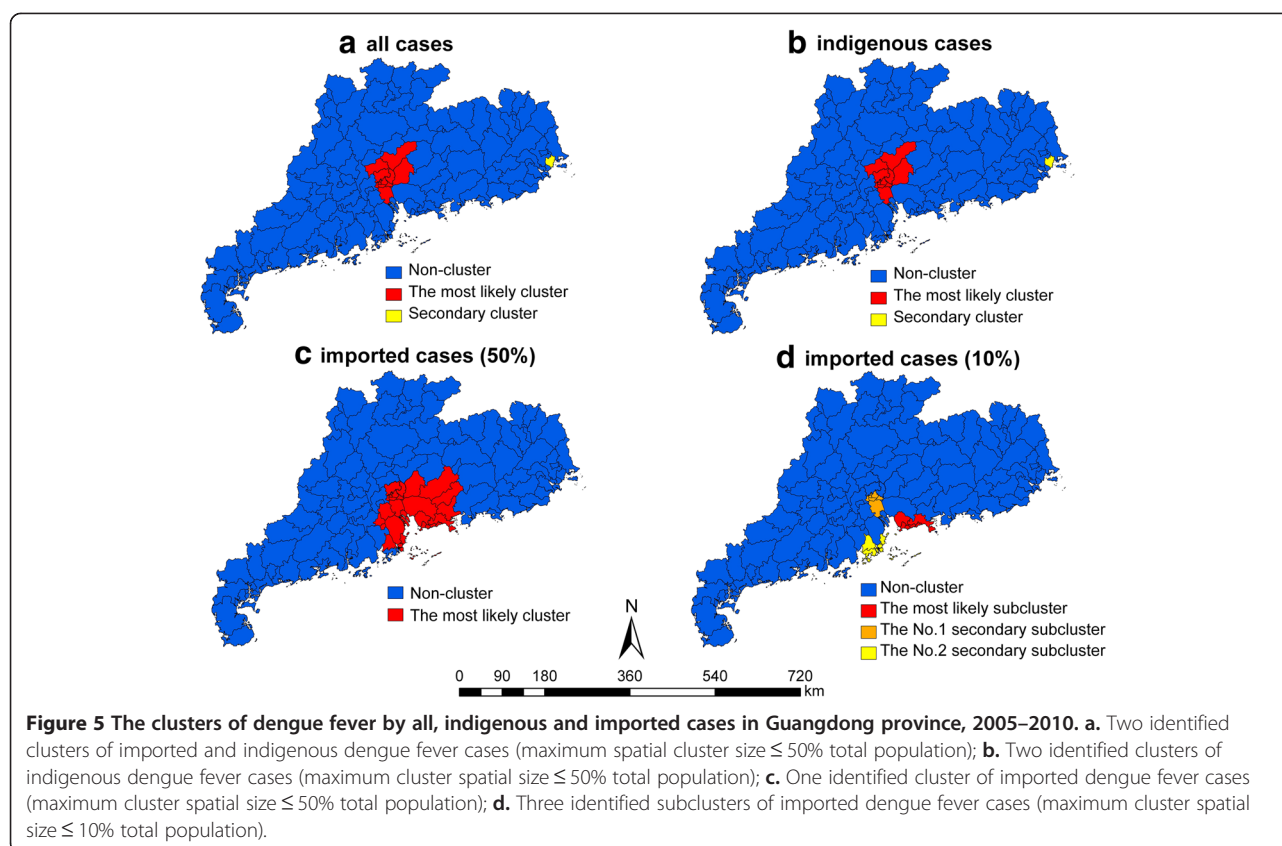 a all cases
b indigenous cases
Non-cluster
The most likely cluster
Secondary cluster
Non-cluster
The most likely cluster
Secondary cluster
c imported cases (50%)
d imported cases (10%)
Non-cluster
The most likely cluster
Non-cluster
The most likely subcluster
The No.1 secondary subcluster
The No.2 secondary subcluster
N
0 90 180 360 540 720
km
Figure 5 The clusters of dengue fever by all, indigenous and imported cases in Guangdong province, 2005–2010. a. Two identified
clusters of imported and indigenous dengue fever cases (maximum spatial cluster size ≤ 50% total population); b. Two identified clusters of
indigenous dengue fever cases (maximum cluster spatial size ≤ 50% total population); c. One identified cluster of imported dengue fever cases
(maximum cluster spatial size ≤ 50% total population); d. Three identified subclusters of imported dengue fever cases (maximum cluster spatial
size ≤ 10% total population).